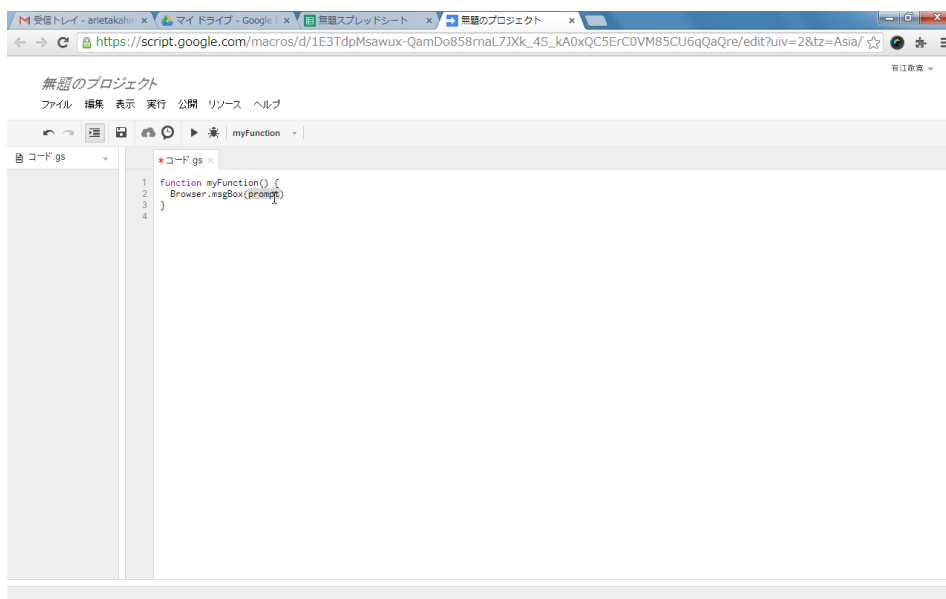 受信トレイ - arietakahi
マイ ドライブ - Google
無題スプレッドシート
無題のプロジェクト
https://script.google.com/macros/d/1E3TdpMsawux-QamDo858rnaL7JXk_4S_kA0xQC5ErC0VM85CU6qQaQre/edit?uiv=2&tz=Asia/
有江敬寛
無題のプロジェクト
ファイル 編集 表示 実行 公開 リソース ヘルプ
myFunction
コード.gs
*コード.gs
1 function myFunction() {
2 Browser.msgBox(prompt)
3 }
4